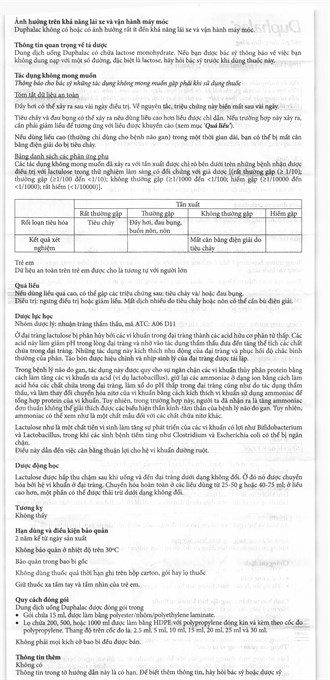 Ảnh hưởng trên khả năng lái xe và vận hành máy móc
Duphalac không có hoặc có ảnh hưởng rất ít đến khả năng lái xe và vận hành máy móc.
Thông tin quan trọng về tá dược
Dung dịch uống Duphalac có chứa lactose monohydrate. Nếu bạn được bác sỹ thông báo về việc bạn
không dung nạp với một số đường, đặc biệt là lactose, hãy hỏi bác sỹ trước khi dùng thuốc này.
Tác dụng không mong muốn
Thông báo cho bác sỹ những tác dụng không mong muốn gặp phải khi sử dụng thuốc
Tóm tắt dữ liệu an toàn
Đầy hơi có thể xảy ra sau vài ngày điều trị. Về nguyên tắc, triệu chứng này biến mất sau vài ngày.
Tiêu chảy và đau bụng có thể xảy ra nếu dùng liều cao hơn liều được chỉ dẫn. Nếu trường hợp này xảy ra,
cần phải giảm liều để tương ứng với liều được khuyến cáo (xem mục 'Quá liều').
Nếu dùng liều cao (thường chỉ dùng cho bệnh não gan) trong một thời gian dài, bạn có thể bị mất cân
bằng điện giải do bị tiêu chảy.
Bảng danh sách các phản ứng phụ
Các tác dụng không mong muốn đã xảy ra với tần xuất được chỉ rõ bên dưới trên những bệnh nhân được
điều trị với lactulose trong thử nghiệm lâm sàng có đối chứng với giả dược [(rất thường gặp (≥ 1/10);
thường gặp (≥1/100 đến <1/10); không thường gặp (≥1/1000 đến <1/100); hiếm gặp (≥1/10000 đến
<1/1000); rất hiếm (<1/10000)].
Tần xuất
Rất thường gặp Thường gặp Không thường gặp Hiếm gặp
Rối loạn tiêu hóa Tiêu chảy Đầy hơi, đau bụng,
buồn nôn, nôn
Kết quả xét
nghiệm Mất cân bằng điện giải do
tiêu chảy
Trẻ em
Dữ liệu an toàn trên trẻ em được cho là tương tự với người lớn
Quá liều
Nếu dùng liều quá cao, có thể gặp các triệu chứng sau: tiêu chảy và/ hoặc đau bụng.
Điều trị: ngừng điều trị hoặc giảm liều. Mất dịch nhiều do tiêu chảy hoặc nôn có thể cần bù điện giải.
Dược lực học
Nhóm dược lý: nhuận tràng thẩm thấu, mã ATC: A06 D11
Ở đại tràng lactulose bị phân hủy bởi các vi khuẩn trong đại tràng thành các acid hữu cơ phân tử thấp. Các
acid này làm giảm pH trong lòng đại tràng và nhờ vào tác dụng thẩm thấu đưa đến tăng thể tích các chất
chứa trong đại tràng. Những tác dụng này kích thích nhu động của đại tràng và phục hồi độ chắc bình
thường của phân. Táo bón được hiệu chỉnh và nhịp sinh lý của đại tràng được tái lập.
Trong bệnh lý não do gan, tác dụng này được quy cho sự ngăn chặn các vi khuẩn thủy phân protein bằng
cách làm tăng các vi khuẩn ưa acid (ví dụ lactobacillus), giữ lại các ammoniac ở dạng ion bằng cách làm
acid hóa các chất chứa trong đại tràng, làm xổ do pH thấp trong đại tràng cũng như do tác dụng thẩm
thấu, và làm thay đổi chuyển hóa nitơ của vi khuẩn bằng cách kích thích vi khuẩn sử dụng ammoniac để
tổng hợp protein của vi khuẩn. Tuy nhiên, trong trường hợp này, người ta đã nhận ra là tăng ammoniac
đơn thuần không thể giải thích được các biểu hiện thần kinh-tâm thần của bệnh lý não do gan. Tuy nhiên,
ammoniac có thể xem như là một chất mẫu đối với các chất chứa nitơ khác.
Lactulose như là một chất tiền vi sinh làm tăng sự phát triển của các vi khuẩn có lợi như Bifidobacterium
và Lactobacillus, trong khi các sinh bệnh tiềm tàng như Clostridium và Escherichia coli có thể bị ngăn
chặn.
Điều này dẫn đến việc cân bằng thuận lợi cho hệ vi khuẩn đường ruột.
Dược động học
Lactulose được hấp thu chậm sau khi uống và đến đại tràng dưới dạng không đổi. Ở đó nó được chuyển
hóa bởi hệ vi khuẩn ở đại tràng. Chuyển hóa hoàn toàn ở các liều dùng từ 25-50 g hoặc 40-75 ml; ở liều
cao hơn, một phần có thể được thải trừ dưới dạng không đổi.
Tương kỵ
Không thấy
Hạn dùng và điều kiện bảo quản
2 năm kể từ ngày sản xuất
Không bảo quản ở nhiệt độ trên 30°C
Bảo quản trong bao bì gốc
Không dùng thuốc quá thời hạn ghi trên hộp carton, gói hay lọ thuốc
Giữ thuốc xa tầm tay và tầm nhìn của trẻ em.
Quy cách đóng gói
Dung dịch uống Duphalac được đóng gói trong
• Gói chứa 15 ml, được làm bằng polyester/nhôm/polyethylene laminate.
• Lọ chứa 200, 500, hoặc 1000 ml được làm bằng HDPE với polypropylene đóng kín và kèm theo cốc đo
polypropylene. Thang độ trên cốc đo là: 2.5 ml, 5 ml, 10 ml, 15 ml, 20 ml, 25 ml và 30 ml.
Không phải mọi kích cỡ bao bì đều được bán.
Thông tin thêm
Không có
Thông tin trong tờ hướng dẫn này là có hạn. Để biết thêm thông tin, hãy hỏi bác sỹ hoặc dược sỹ